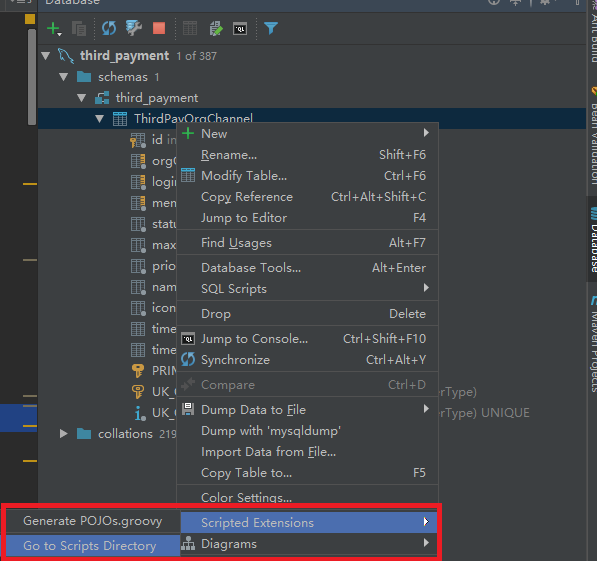 Database
third_payment 1 of 387
schemas 1
third_payment
ThirdPayOrgChannel
id
New
orgC
Rename... Shift+F6
login
Modify Table... Ctrl+F6
mem
Copy Reference Ctrl+Alt+Shift+C
statu
Jump to Editor F4
max
Find Usages Alt+F7
prio
Database Tools... Alt+Enter
nam
SQL Scripts
icon
Drop Delete
time
Jump to Console... Ctrl+Shift+F10
time
Synchronize Ctrl+Alt+Y
PRIM
Compare Ctrl+D
UK_ erType)
Dump Data to File
UK_ erType) UNIQUE
Dump with 'mysqldump'
collations 219
Import Data from File...
Copy Table to... F5
Color Settings...
Generate POJOs.groovy
Scripted Extensions
Go to Scripts Directory
Diagrams
Ant Build
Bean Validation
Database
Maven Projects